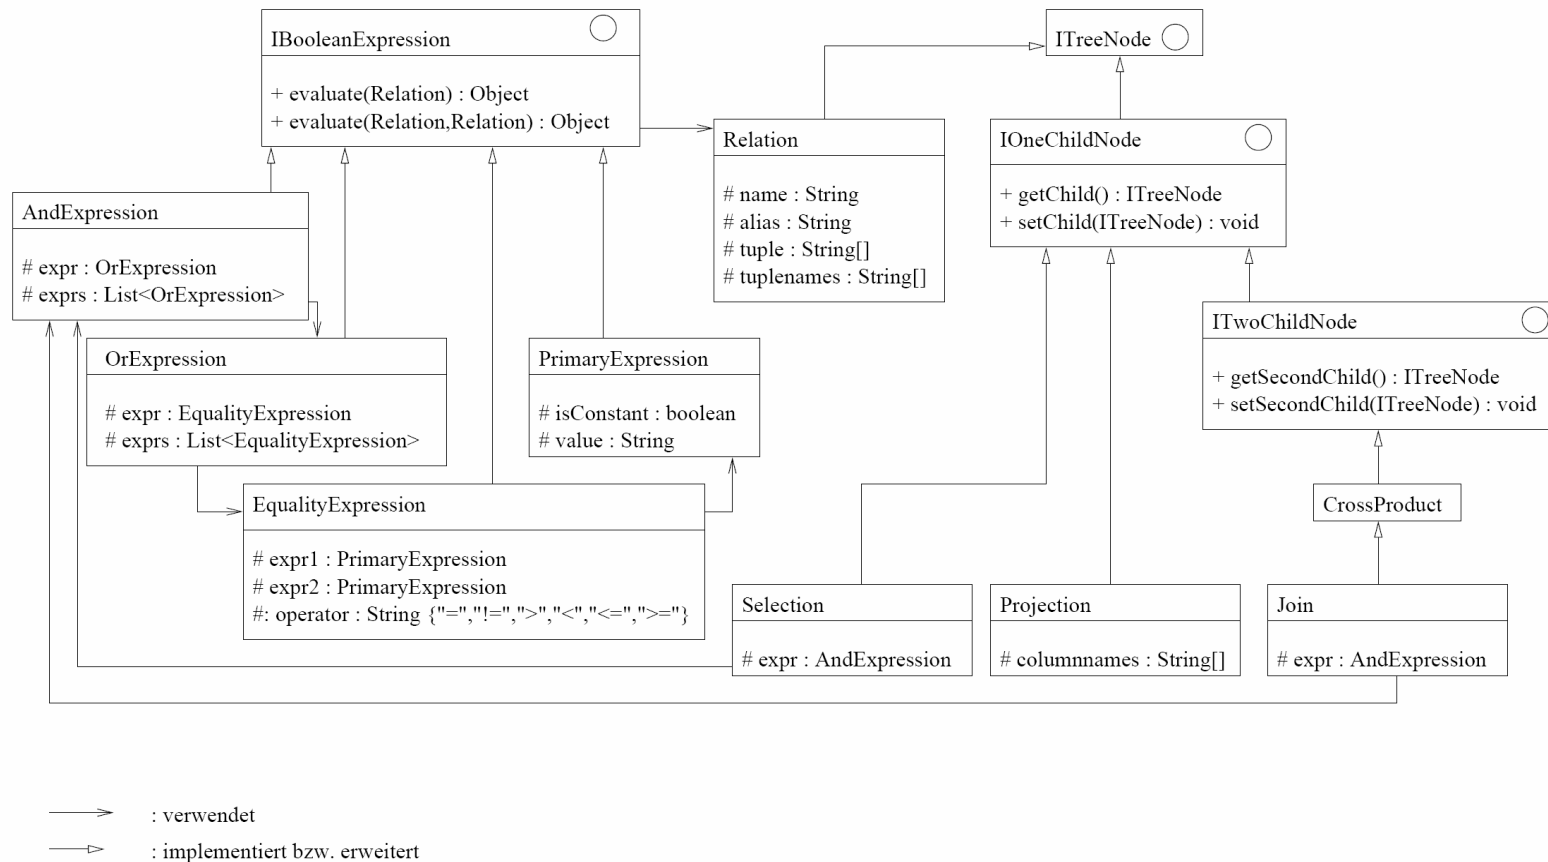 IBooleanExpression
+ evaluate(Relation) : Object
+ evaluate(Relation,Relation) : Object
ITreeNode
Relation
# name : String
# alias : String
# tuple : String[]
# tuplenames : String[]
IOneChildNode
+ getChild() : ITreeNode
+ setChild(ITreeNode) : void
AndExpression
# expr : OrExpression
# exprs : List<OrExpression>
ITwoChildNode
+ getSecondChild() : ITreeNode
+ setSecondChild(ITreeNode) : void
OrExpression
# expr : EqualityExpression
# exprs : List<EqualityExpression>
PrimaryExpression
# isConstant : boolean
# value : String
EqualityExpression
# expr1 : PrimaryExpression
# expr2 : PrimaryExpression
#: operator : String {"=","!=",">","<","<=",">="}
CrossProduct
Selection
# expr : AndExpression
Projection
# columnnames : String[]
Join
# expr : AndExpression
: verwendet
: implementiert bzw. erweitert